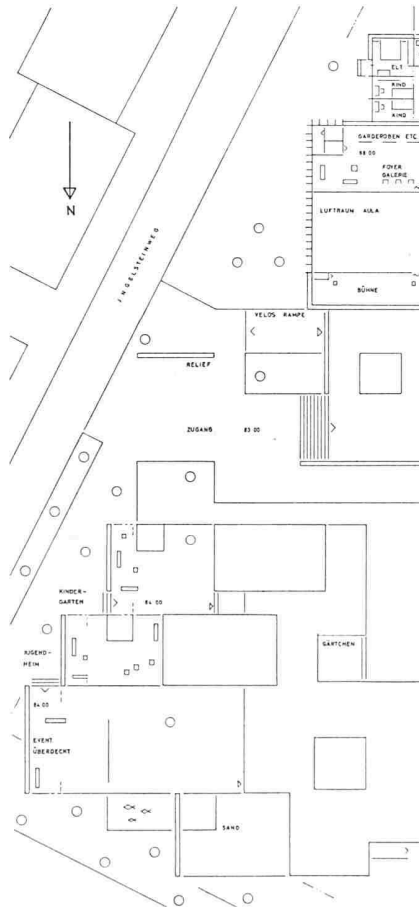 ELT
KIND
KIND
GARDEROBEN ETC.
88 00
FOYER
GALERIE
LUFTRAUM AULA
BÜHNE
N
INGELSTEINWEG
VELOS RAMPE
RELIEF
ZUGANG 83 00
KINDER-
GARTEN
84 00
JUGEND-
HEIM
GÄRTCHEN
84 00
EVENT
ÜBERDECHT
SAND